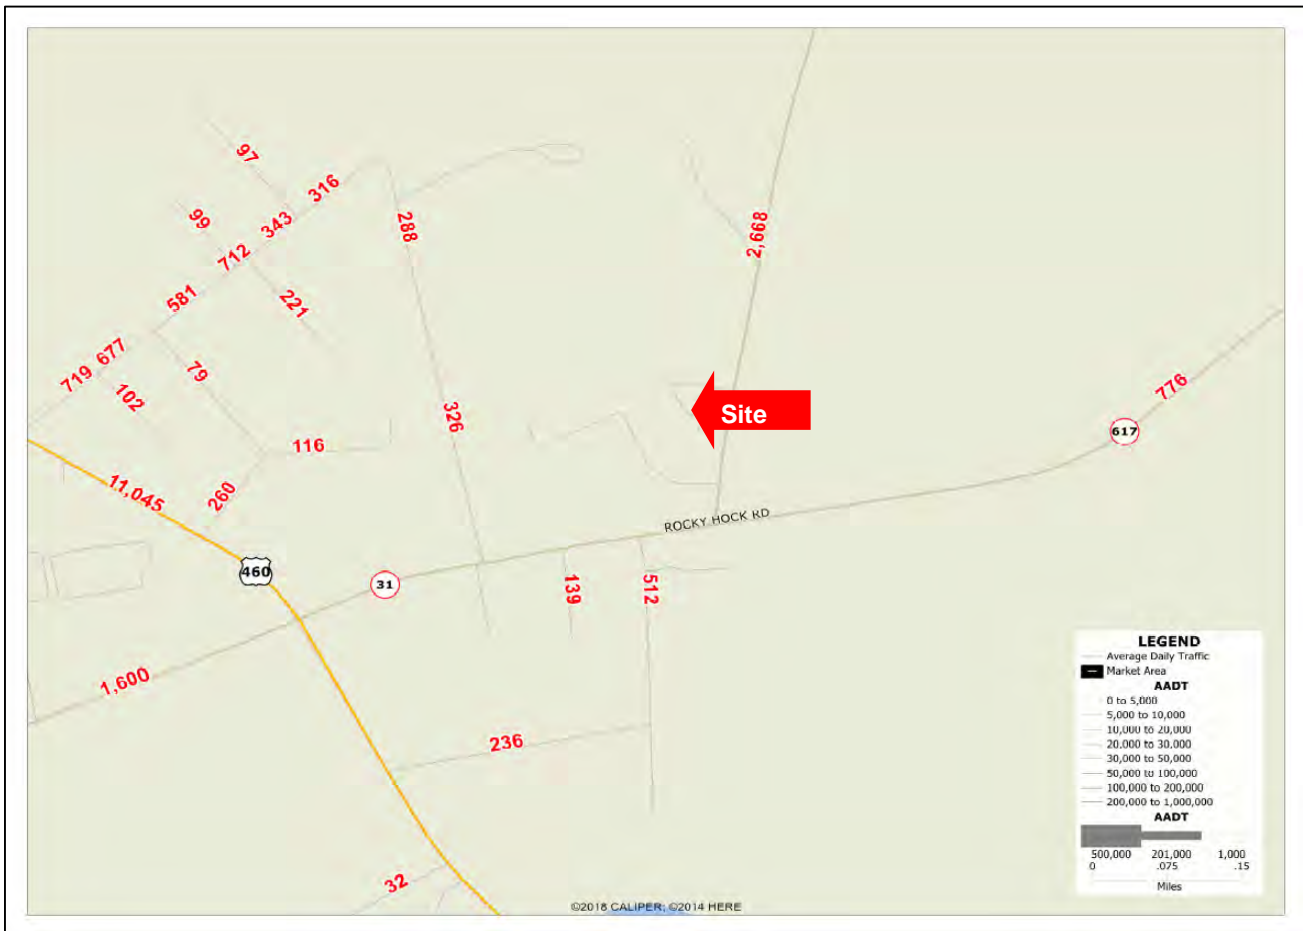 97
316
99
343
288
712
2,668
581
221
677
79
719
776
102
326
Site
617
116
11,045
260
ROCKY HOCK RD
460
31
139
512
1,600
236
32
LEGEND
Average Daily Traffic
Market Area
AADT
0 to 5,000
5,000 to 10,000
10,000 to 20,000
20,000 to 30,000
30,000 to 50,000
50,000 to 100,000
100,000 to 200,000
200,000 to 1,000,000
AADT
500,000 201,000 1,000
0 .075 .15
Miles
©2018 CALIPER; ©2014 HERE